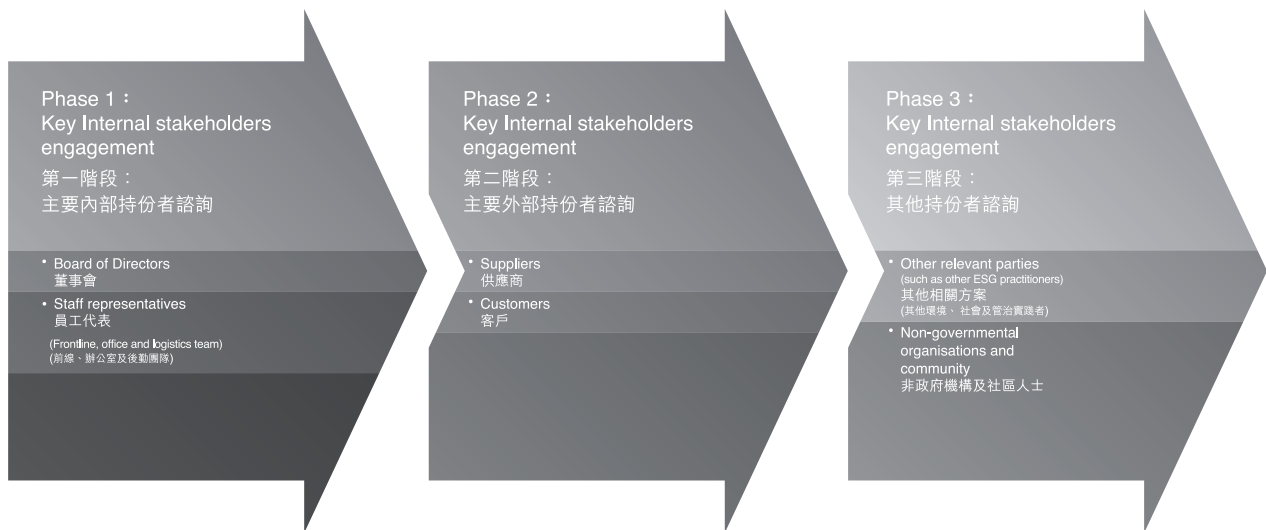 Phase 1：
Key Internal stakeholders
engagement
第一階段：
主要內部持份者諮詢
• Board of Directors
董事會
• Staff representatives
員工代表
(Frontline, office and logistics team)
(前線、辦公室及後勤團隊)
Phase 2：
Key Internal stakeholders
engagement
第二階段：
主要外部持份者諮詢
• Suppliers
供應商
• Customers
客戶
Phase 3：
Key Internal stakeholders
engagement
第三階段：
其他持份者諮詢
• Other relevant parties
(such as other ESG practitioners)
其他相關方案
(其他環境、社會及管治實踐者)
• Non-governmental
organisations and
community
非政府機構及社區人士